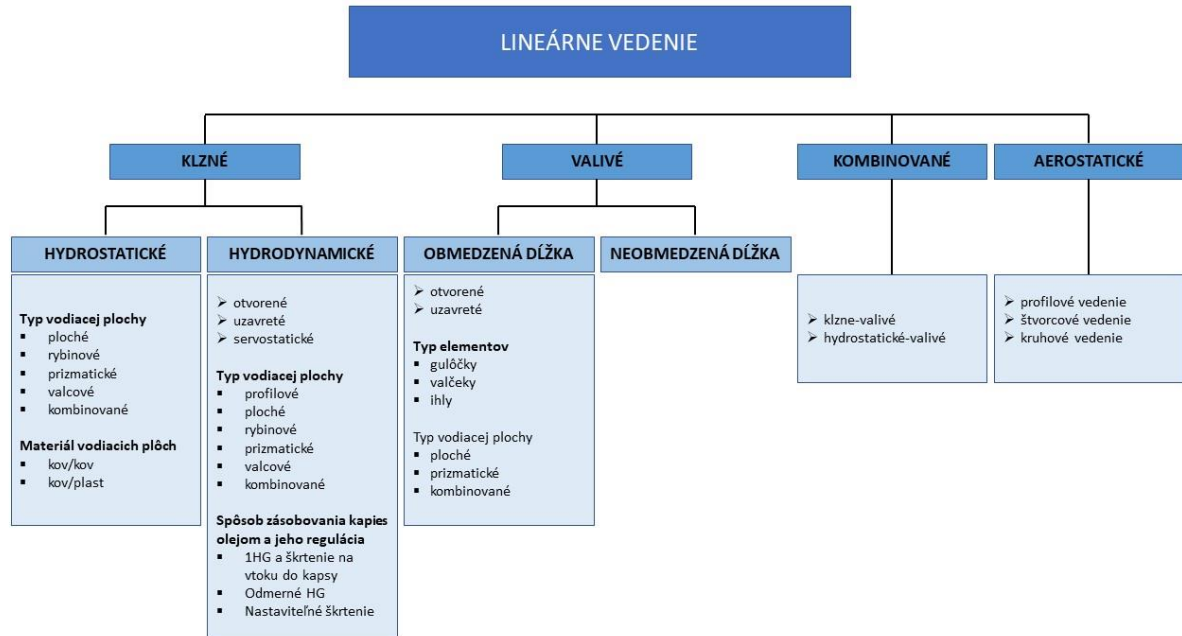 LINEÁRNE VEDENIE
KLZNÉ
VALIVÉ
KOMBINOVANÉ
AEROSTATICKÉ
HYDROSTATICKÉ
HYDRODYNAMICKÉ
OBMEDZENÁ DĹŽKA
NEOBMEDZENÁ DĹŽKA
Typ vodiacej plochy
▪ ploché
▪ rybinové
▪ prizmatické
▪ valcové
▪ kombinované
Materiál vodiacich plôch
▪ kov/kov
▪ kov/plast
➢ otvorené
➢ uzavreté
➢ servostatické
Typ vodiacej plochy
▪ profilové
▪ ploché
▪ rybinové
▪ prizmatické
▪ valcové
▪ kombinované
Spôsob zásobovania kapies
olejom a jeho regulácia
▪ 1HG a škrtenie na
vtoku do kapsy
▪ Odmerné HG
▪ Nastaviteľné škrtenie
➢ otvorené
➢ uzavreté
Typ elementov
▪ gulôčky
▪ valčeky
▪ ihly
Typ vodiacej plochy
▪ ploché
▪ prizmatické
▪ kombinované
➢ klzne-valivé
➢ hydrostatické-valivé
➢ profilové vedenie
➢ štvorcové vedenie
➢ kruhové vedenie